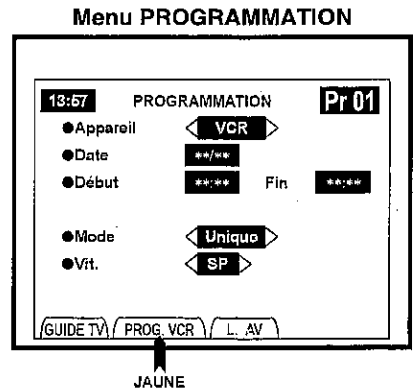 Menu PROGRAMMATION
13:57 PROGRAMMATION Pr 01
●Appareil VCR
●Date **/**
●Début **:** Fin **:**
●Mode Unique
●Vit. SP
GUIDE TV PROG. VCR L. AV
JAUNE